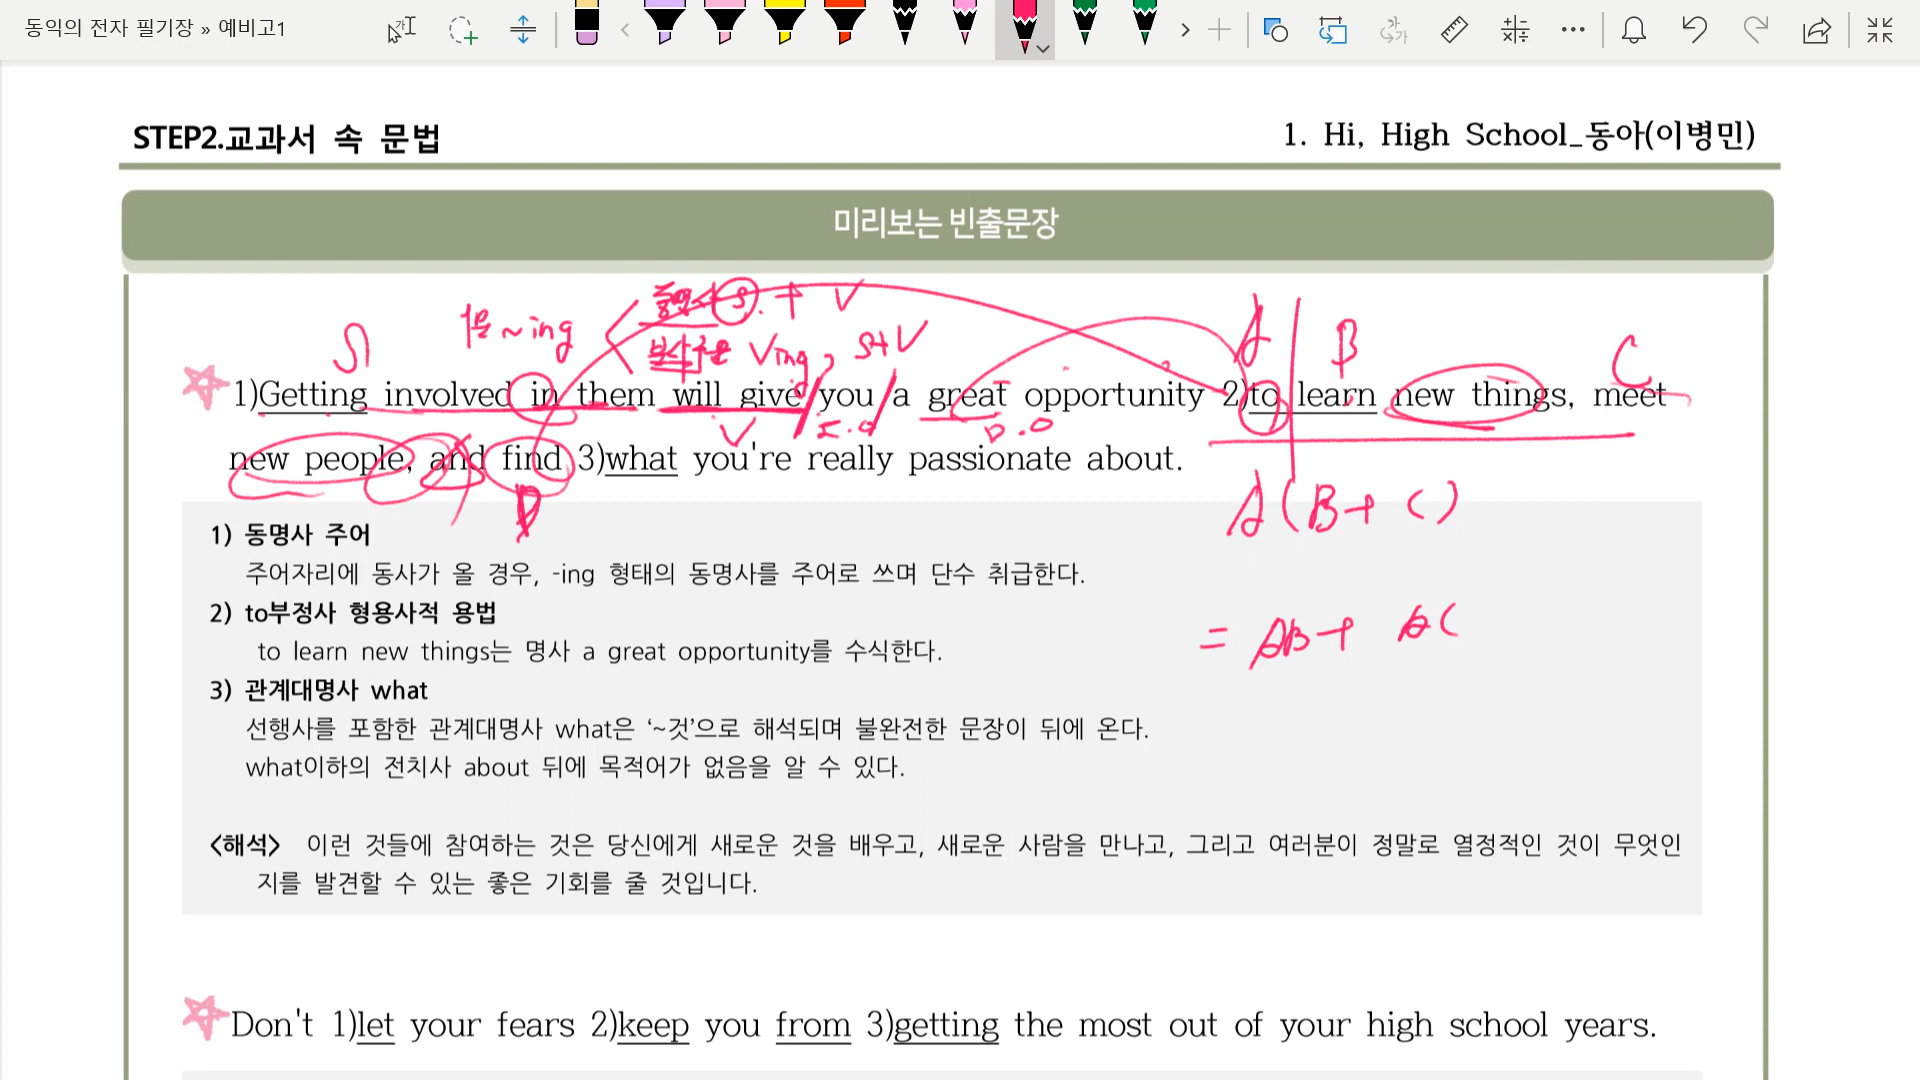 동익의 전자 필기장 » 예비고1
STEP2.교과서 속 문법
1. Hi, High School_동아(이병민)
미리보는 빈출문장
S + V
문 ~ing
Ving, S+V
S
A B C
1)Getting involved in them will give you a great opportunity 2)to learn new things, meet
V I.O D.O
new people, and find 3)what you're really passionate about.
D
A(B+C)
1) 동명사 주어
주어자리에 동사가 올 경우, -ing 형태의 동명사를 주어로 쓰며 단수 취급한다.
2) to부정사 형용사적 용법
to learn new things는 명사 a great opportunity를 수식한다.
= AB+ AC
3) 관계대명사 what
선행사를 포함한 관계대명사 what은 ‘~것’으로 해석되며 불완전한 문장이 뒤에 온다.
what이하의 전치사 about 뒤에 목적어가 없음을 알 수 있다.
<해석> 이런 것들에 참여하는 것은 당신에게 새로운 것을 배우고, 새로운 사람을 만나고, 그리고 여러분이 정말로 열정적인 것이 무엇인
지를 발견할 수 있는 좋은 기회를 줄 것입니다.
Don't 1)let your fears 2)keep you from 3)getting the most out of your high school years.